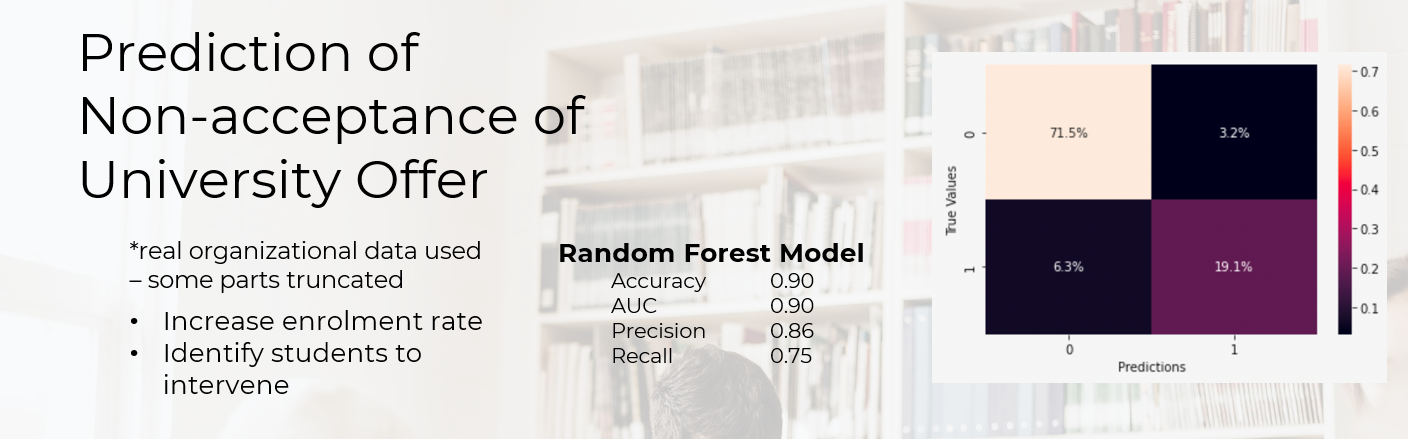 Prediction of
Non-acceptance of
University Offer
*real organizational data used
– some parts truncated
• Increase enrolment rate
• Identify students to
intervene
Random Forest Model
Accuracy 0.90
AUC 0.90
Precision 0.86
Recall 0.75
True Values
0
1
71.5% 3.2%
6.3% 19.1%
0 1
Predictions
0.7
0.6
0.5
0.4
0.3
0.2
0.1